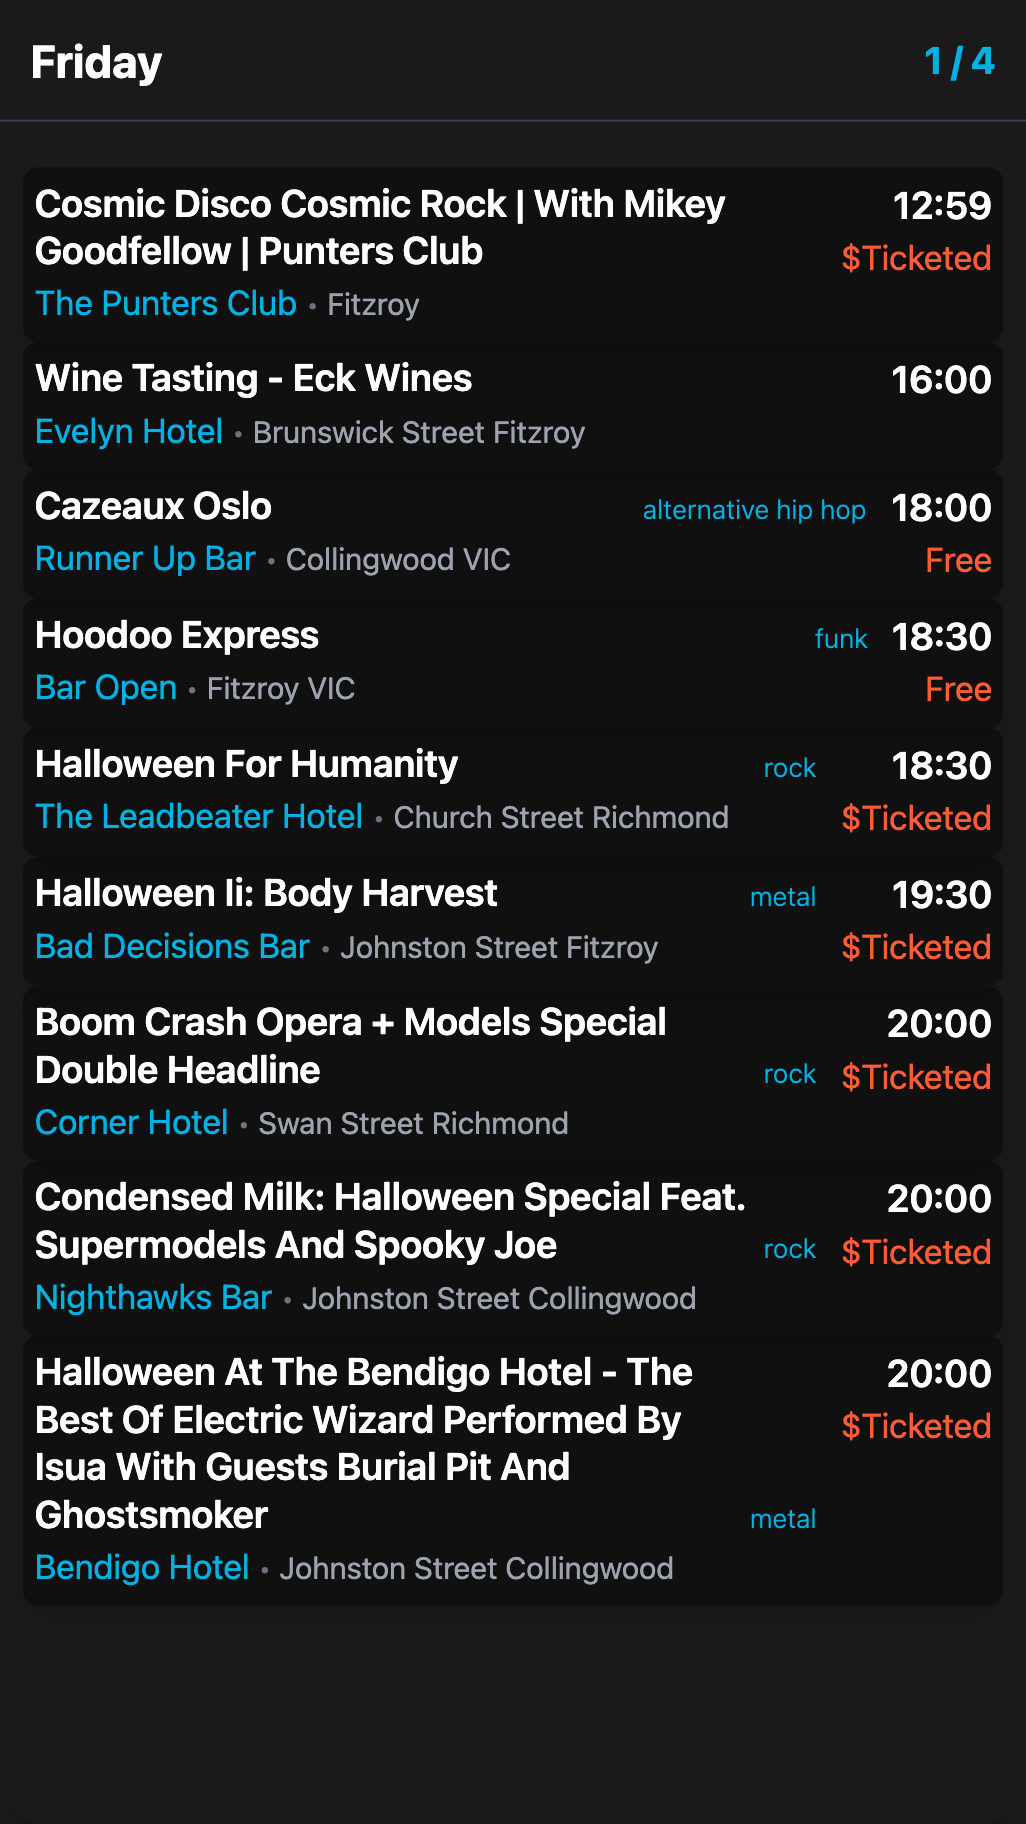 Friday
1 / 4
Cosmic Disco Cosmic Rock | With Mikey
Goodfellow | Punters Club
12:59
$Ticketed
The Punters Club • Fitzroy
Wine Tasting - Eck Wines
16:00
Evelyn Hotel • Brunswick Street Fitzroy
Cazeaux Oslo
alternative hip hop
18:00
Runner Up Bar • Collingwood VIC
Free
Hoodoo Express
funk
18:30
Bar Open • Fitzroy VIC
Free
Halloween For Humanity
rock
18:30
The Leadbeater Hotel • Church Street Richmond
$Ticketed
Halloween Ii: Body Harvest
metal
19:30
Bad Decisions Bar • Johnston Street Fitzroy
$Ticketed
Boom Crash Opera + Models Special
Double Headline
20:00
rock
$Ticketed
Corner Hotel • Swan Street Richmond
Condensed Milk: Halloween Special Feat.
Supermodels And Spooky Joe
20:00
rock
$Ticketed
Nighthawks Bar • Johnston Street Collingwood
Halloween At The Bendigo Hotel - The
Best Of Electric Wizard Performed By
Isua With Guests Burial Pit And
Ghostsmoker
20:00
$Ticketed
metal
Bendigo Hotel • Johnston Street Collingwood